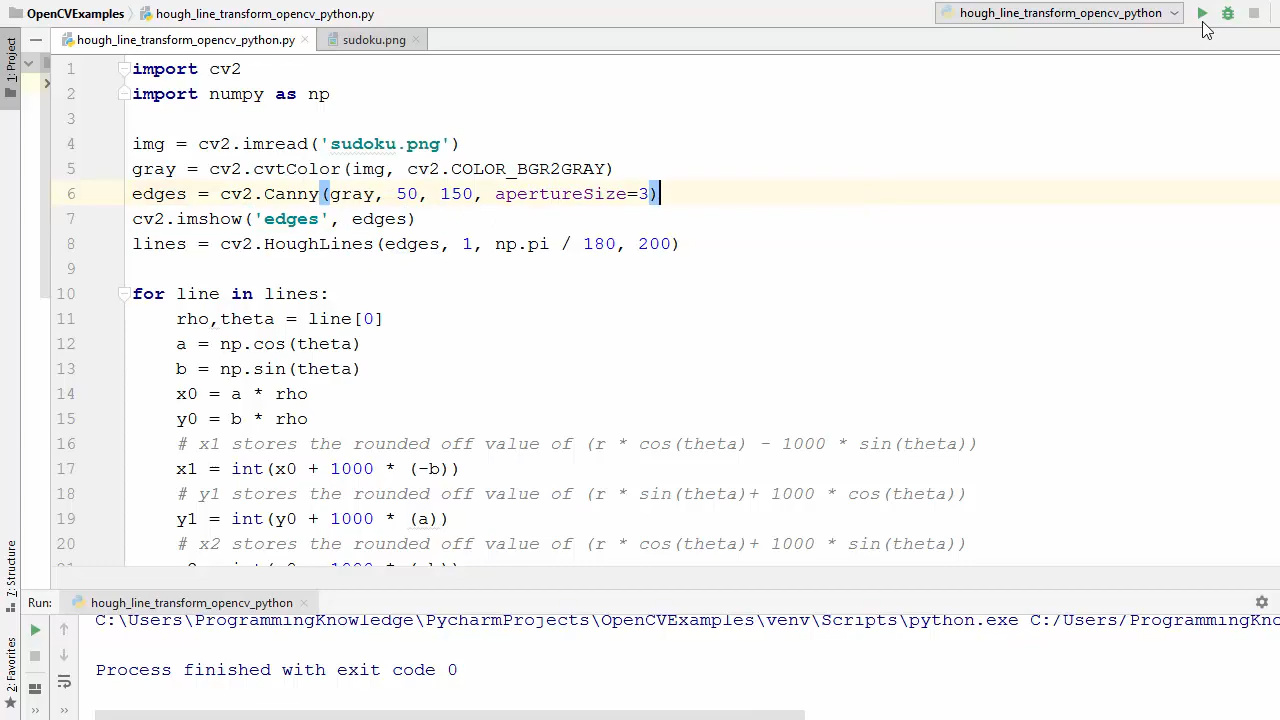 OpenCVExamples hough_line_transform_opencv_python.py hough_line_transform_opencv_python
1: Project hough_line_transform_opencv_python.py sudoku.png
1 import cv2
2 import numpy as np
3
4 img = cv2.imread('sudoku.png')
5 gray = cv2.cvtColor(img, cv2.COLOR_BGR2GRAY)
6 edges = cv2.Canny(gray, 50, 150, apertureSize=3)
7 cv2.imshow('edges', edges)
8 lines = cv2.HoughLines(edges, 1, np.pi / 180, 200)
9
10 for line in lines:
11 rho,theta = line[0]
12 a = np.cos(theta)
13 b = np.sin(theta)
14 x0 = a * rho
15 y0 = b * rho
16 # x1 stores the rounded off value of (r * cos(theta) - 1000 * sin(theta))
17 x1 = int(x0 + 1000 * (-b))
18 # y1 stores the rounded off value of (r * sin(theta)+ 1000 * cos(theta))
19 y1 = int(y0 + 1000 * (a))
20 # x2 stores the rounded off value of (r * cos(theta)+ 1000 * sin(theta))
Z: Structure
Run: hough_line_transform_opencv_python
C:\Users\ProgrammingKnowledge\PycharmProjects\OpenCVExamples\venv\Scripts\python.exe C:/Users/ProgrammingKno
2: Favorites
Process finished with exit code 0